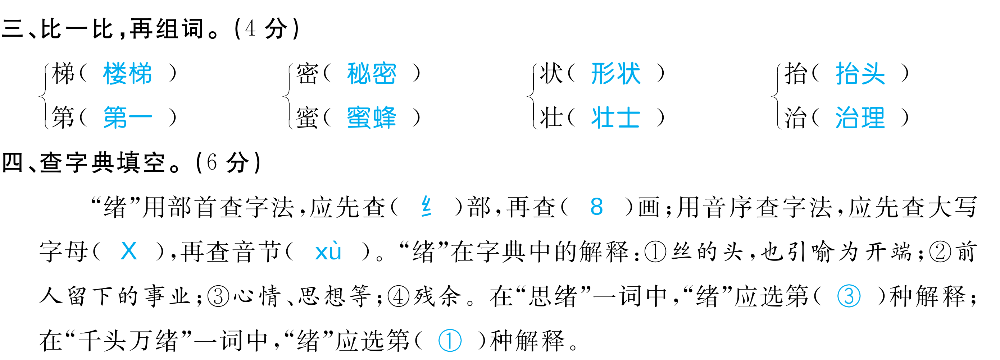 三、比一比,再组词。(4 分)
梯( 楼梯 ) 密( 秘密 ) 状( 形状 ) 抬( 抬头 )
第( 第一 ) 蜜( 蜜蜂 ) 壮( 壮士 ) 治( 治理 )
四、查字典填空。(6 分)
“绪”用部首查字法,应先查( 纟 )部,再查( 8 )画;用音序查字法,应先查大写
字母( X ),再查音节( xù )。“绪”在字典中的解释:①丝的头,也引喻为开端;②前
人留下的事业;③心情、思想等;④残余。在“思绪”一词中,“绪”应选第( ③ )种解释;
在“千头万绪”一词中,“绪”应选第( ① )种解释。